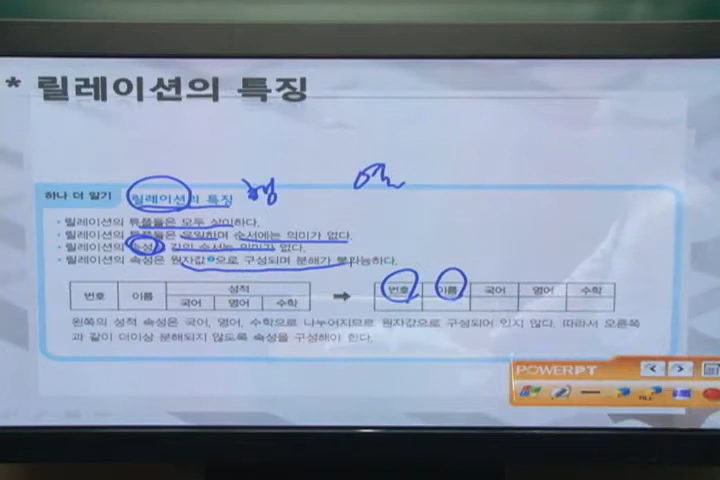 * 릴레이션의 특징
하나 더 알기 릴레이션의 특징
행 열
• 릴레이션의 튜플들은 모두 상이하다.
• 릴레이션의 튜플들은 유일하며 순서에는 의미가 없다.
• 릴레이션의 속성들 간의 순서는 의미가 없다.
• 릴레이션의 속성은 원자값으로 구성되며 분해가 불가능하다.
번호 이름 성적 국어 영어 수학
번호 이름 국어 영어 수학
왼쪽의 성적 속성은 국어, 영어, 수학으로 나누어지므로 원자값으로 구성되어 있지 않다. 따라서 오른쪽
과 같이 더이상 분해되지 않도록 속성을 구성해야 한다.
POWERPT